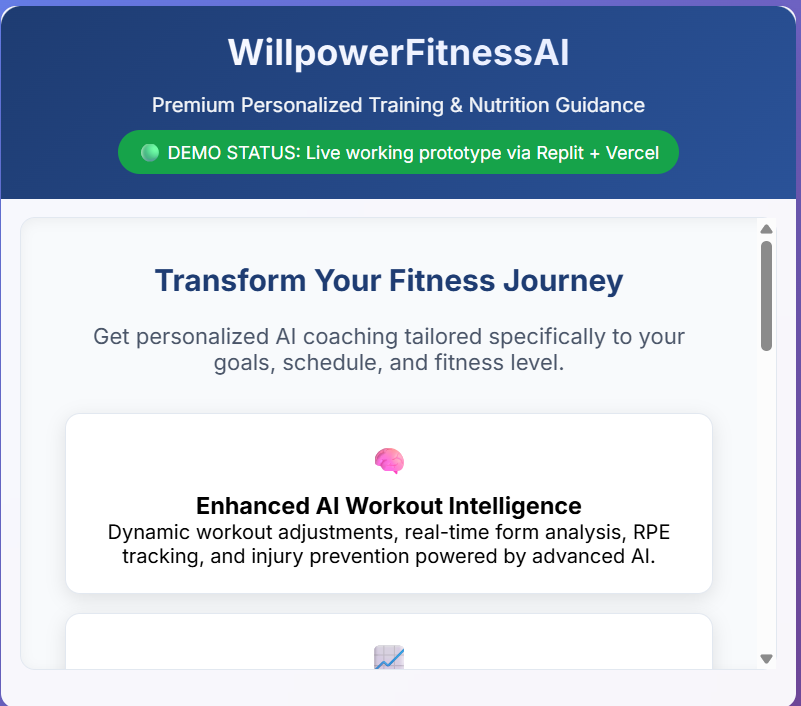 WillpowerFitnessAI
Premium Personalized Training & Nutrition Guidance
DEMO STATUS: Live working prototype via Replit + Vercel
Transform Your Fitness Journey
Get personalized AI coaching tailored specifically to your
goals, schedule, and fitness level.
Enhanced AI Workout Intelligence
Dynamic workout adjustments, real-time form analysis, RPE
tracking, and injury prevention powered by advanced AI.